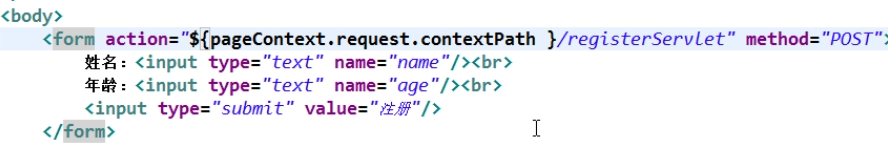 <body>
<form action="${pageContext.request.contextPath }/registerServlet" method="POST">
姓名：<input type="text" name="name"/><br>
年龄：<input type="text" name="age"/><br>
<input type="submit" value="注册"/>
</form>